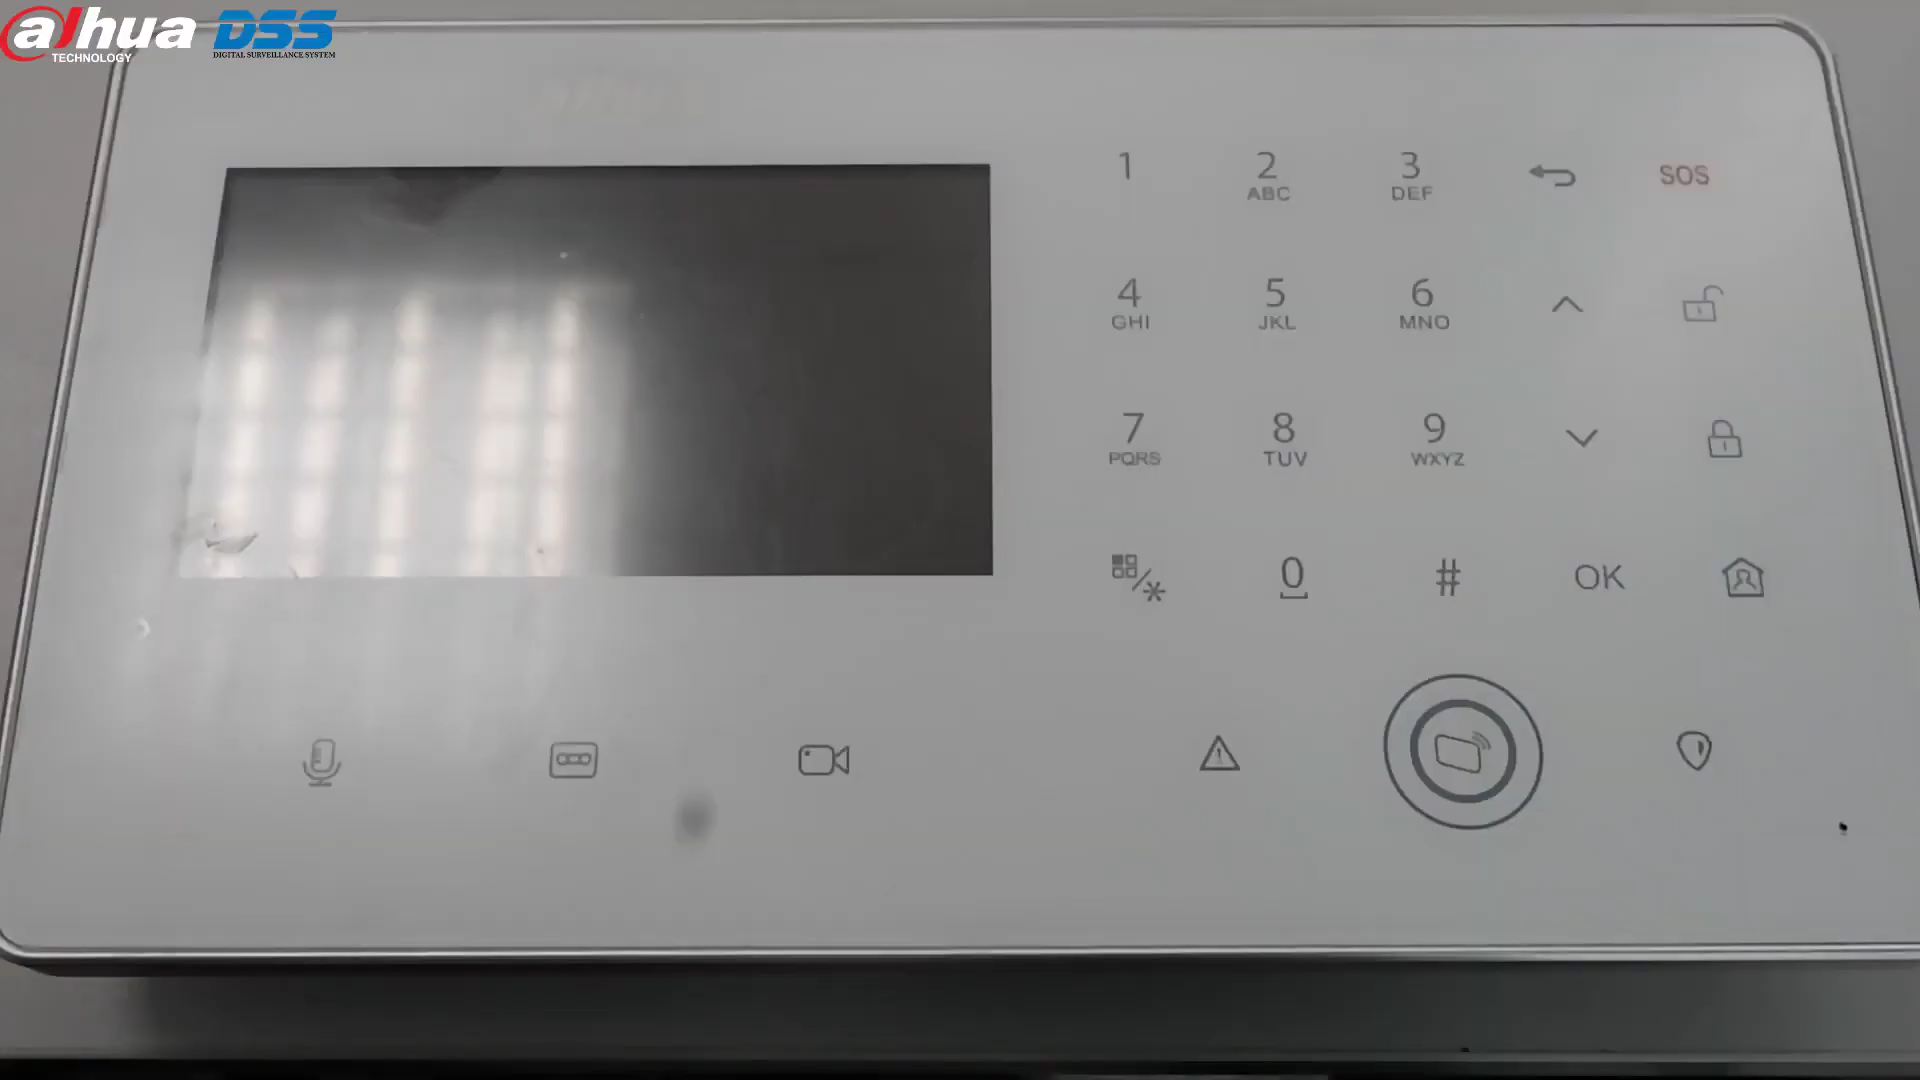 alhua
TECHNOLOGY
DSS
DIGITAL SURVEILLANCE SYSTEM
alhua
1
2
ABC
3
DEF
SOS
4
GHI
5
JKL
6
MNO
7
PQRS
8
TUV
9
WXYZ
*
0
#
OK